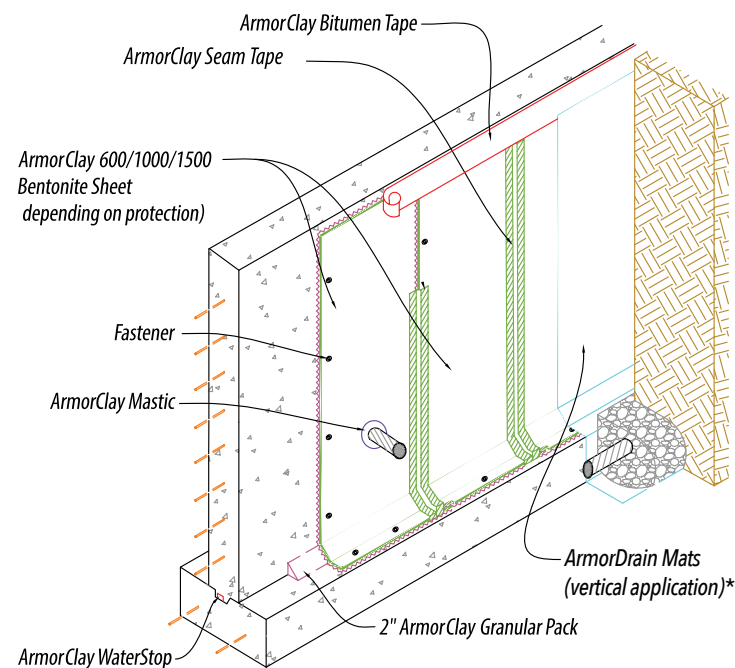 ArmorClay Bitumen Tape
ArmorClay Seam Tape
ArmorClay 600/1000/1500
Bentonite Sheet
depending on protection)
Fastener
ArmorClay Mastic
ArmorDrain Mats
(vertical application)*
2" ArmorClay Granular Pack
ArmorClay WaterStop